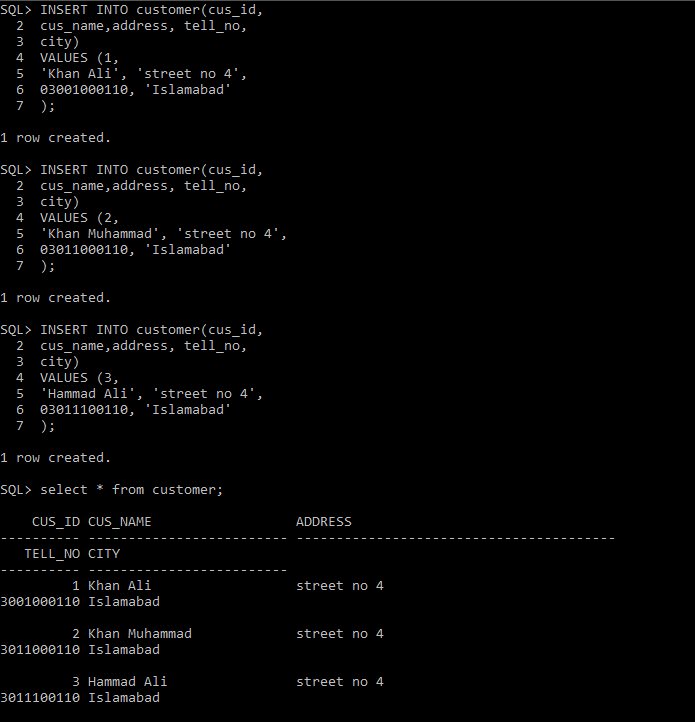 SQL> INSERT INTO customer(cus_id,
  2  cus_name,address, tell_no,
  3  city)
  4  VALUES (1,
  5  'Khan Ali', 'street no 4',
  6  03001000110, 'Islamabad'
  7  );
1 row created.
SQL> INSERT INTO customer(cus_id,
  2  cus_name,address, tell_no,
  3  city)
  4  VALUES (2,
  5  'Khan Muhammad', 'street no 4',
  6  03011000110, 'Islamabad'
  7  );
1 row created.
SQL> INSERT INTO customer(cus_id,
  2  cus_name,address, tell_no,
  3  city)
  4  VALUES (3,
  5  'Hammad Ali', 'street no 4',
  6  03011100110, 'Islamabad'
  7  );
1 row created.
SQL> select * from customer;
    CUS_ID CUS_NAME                  ADDRESS
---------- ------------------------- ----------------------------------------
   TELL_NO CITY
---------- -------------------------
         1 Khan Ali                  street no 4
3001000110 Islamabad
         2 Khan Muhammad             street no 4
3011000110 Islamabad
         3 Hammad Ali                street no 4
3011100110 Islamabad